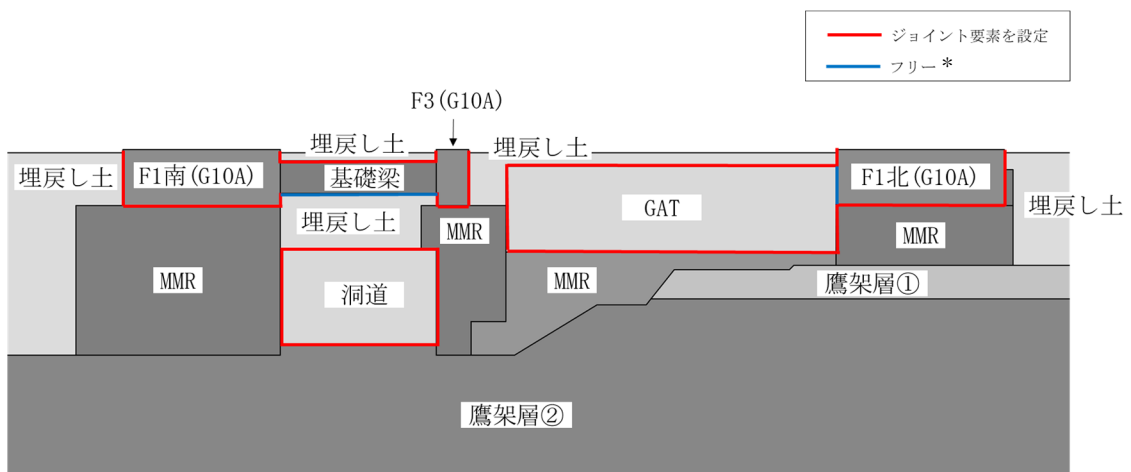 ジョイント要素を設定
フリー＊
F3(G10A)
埋戻し土
埋戻し土
埋戻し土
F1南(G10A)
基礎梁
F1北(G10A)
埋戻し土
GAT
埋戻し土
MMR
MMR
MMR
洞道
MMR
鷹架層①
鷹架層②